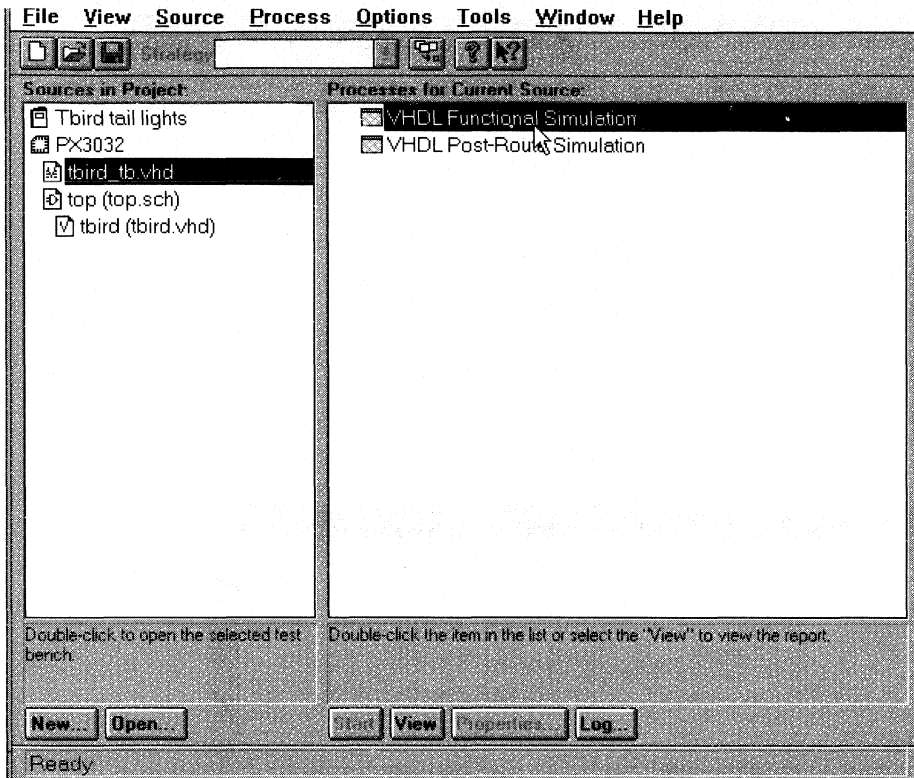 File View Source Process Options Tools Window Help
Strategy
Sources in Project: Processes for Current Source:
Tbird tail lights
PX3032
tbird_tb.vhd
top (top.sch)
tbird (tbird.vhd)
VHDL Functional Simulation
VHDL Post-Route Simulation
Double-click to open the selected test
bench.
Double-click the item in the list or select the "View" to view the report.
New... Open... Start View Properties... Log...
Ready